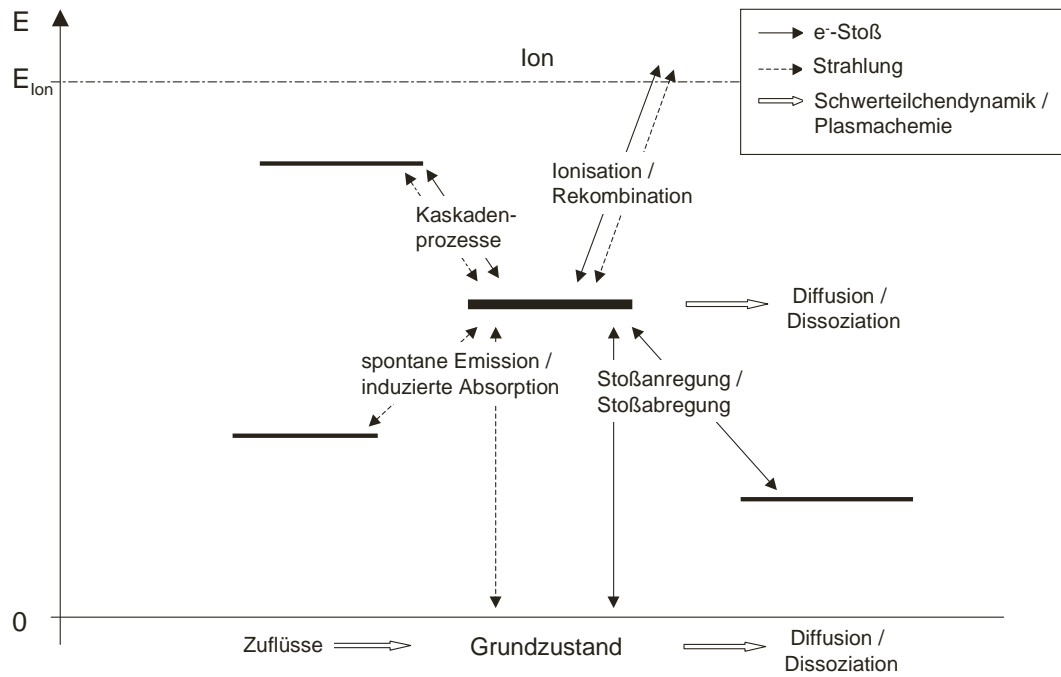 E
E_Ion
Ion
e⁻-Stoß
Strahlung
Schwerteilchendynamik /
Plasmachemie
Ionisation /
Rekombination
Kaskaden-
prozesse
Diffusion /
Dissoziation
spontane Emission /
induzierte Absorption
Stoßanregung /
Stoßabregung
0
Zuflüsse
Grundzustand
Diffusion /
Dissoziation